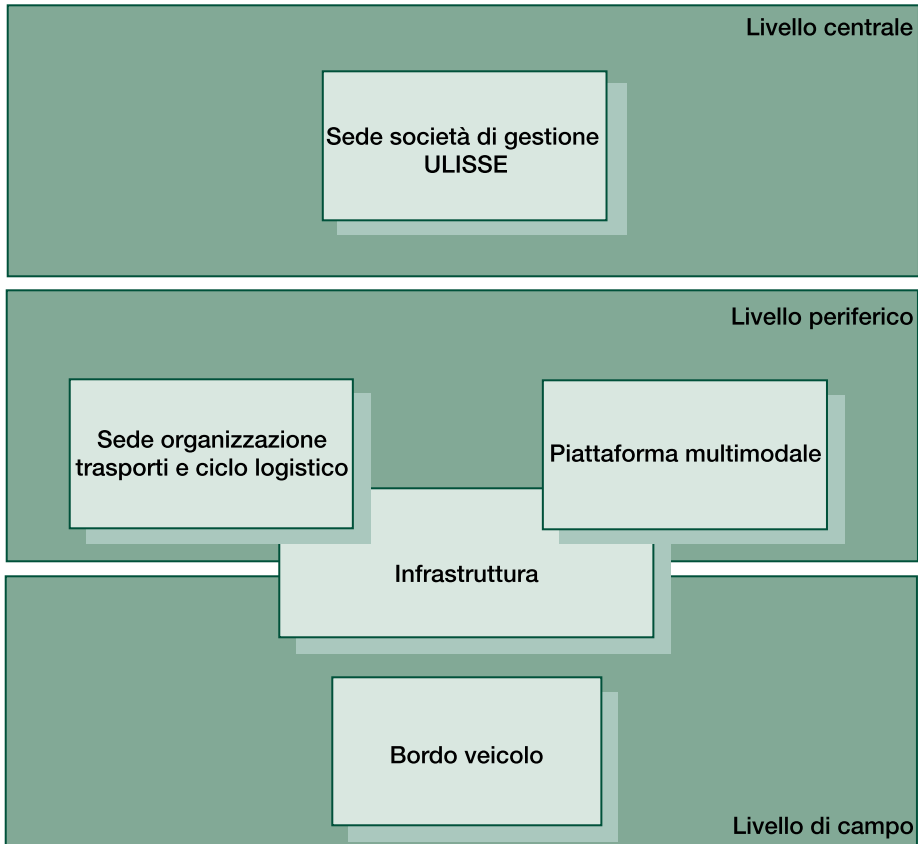 Livello centrale
Sede società di gestione
ULISSE
Livello periferico
Sede organizzazione
trasporti e ciclo logistico
Piattaforma multimodale
Infrastruttura
Bordo veicolo
Livello di campo